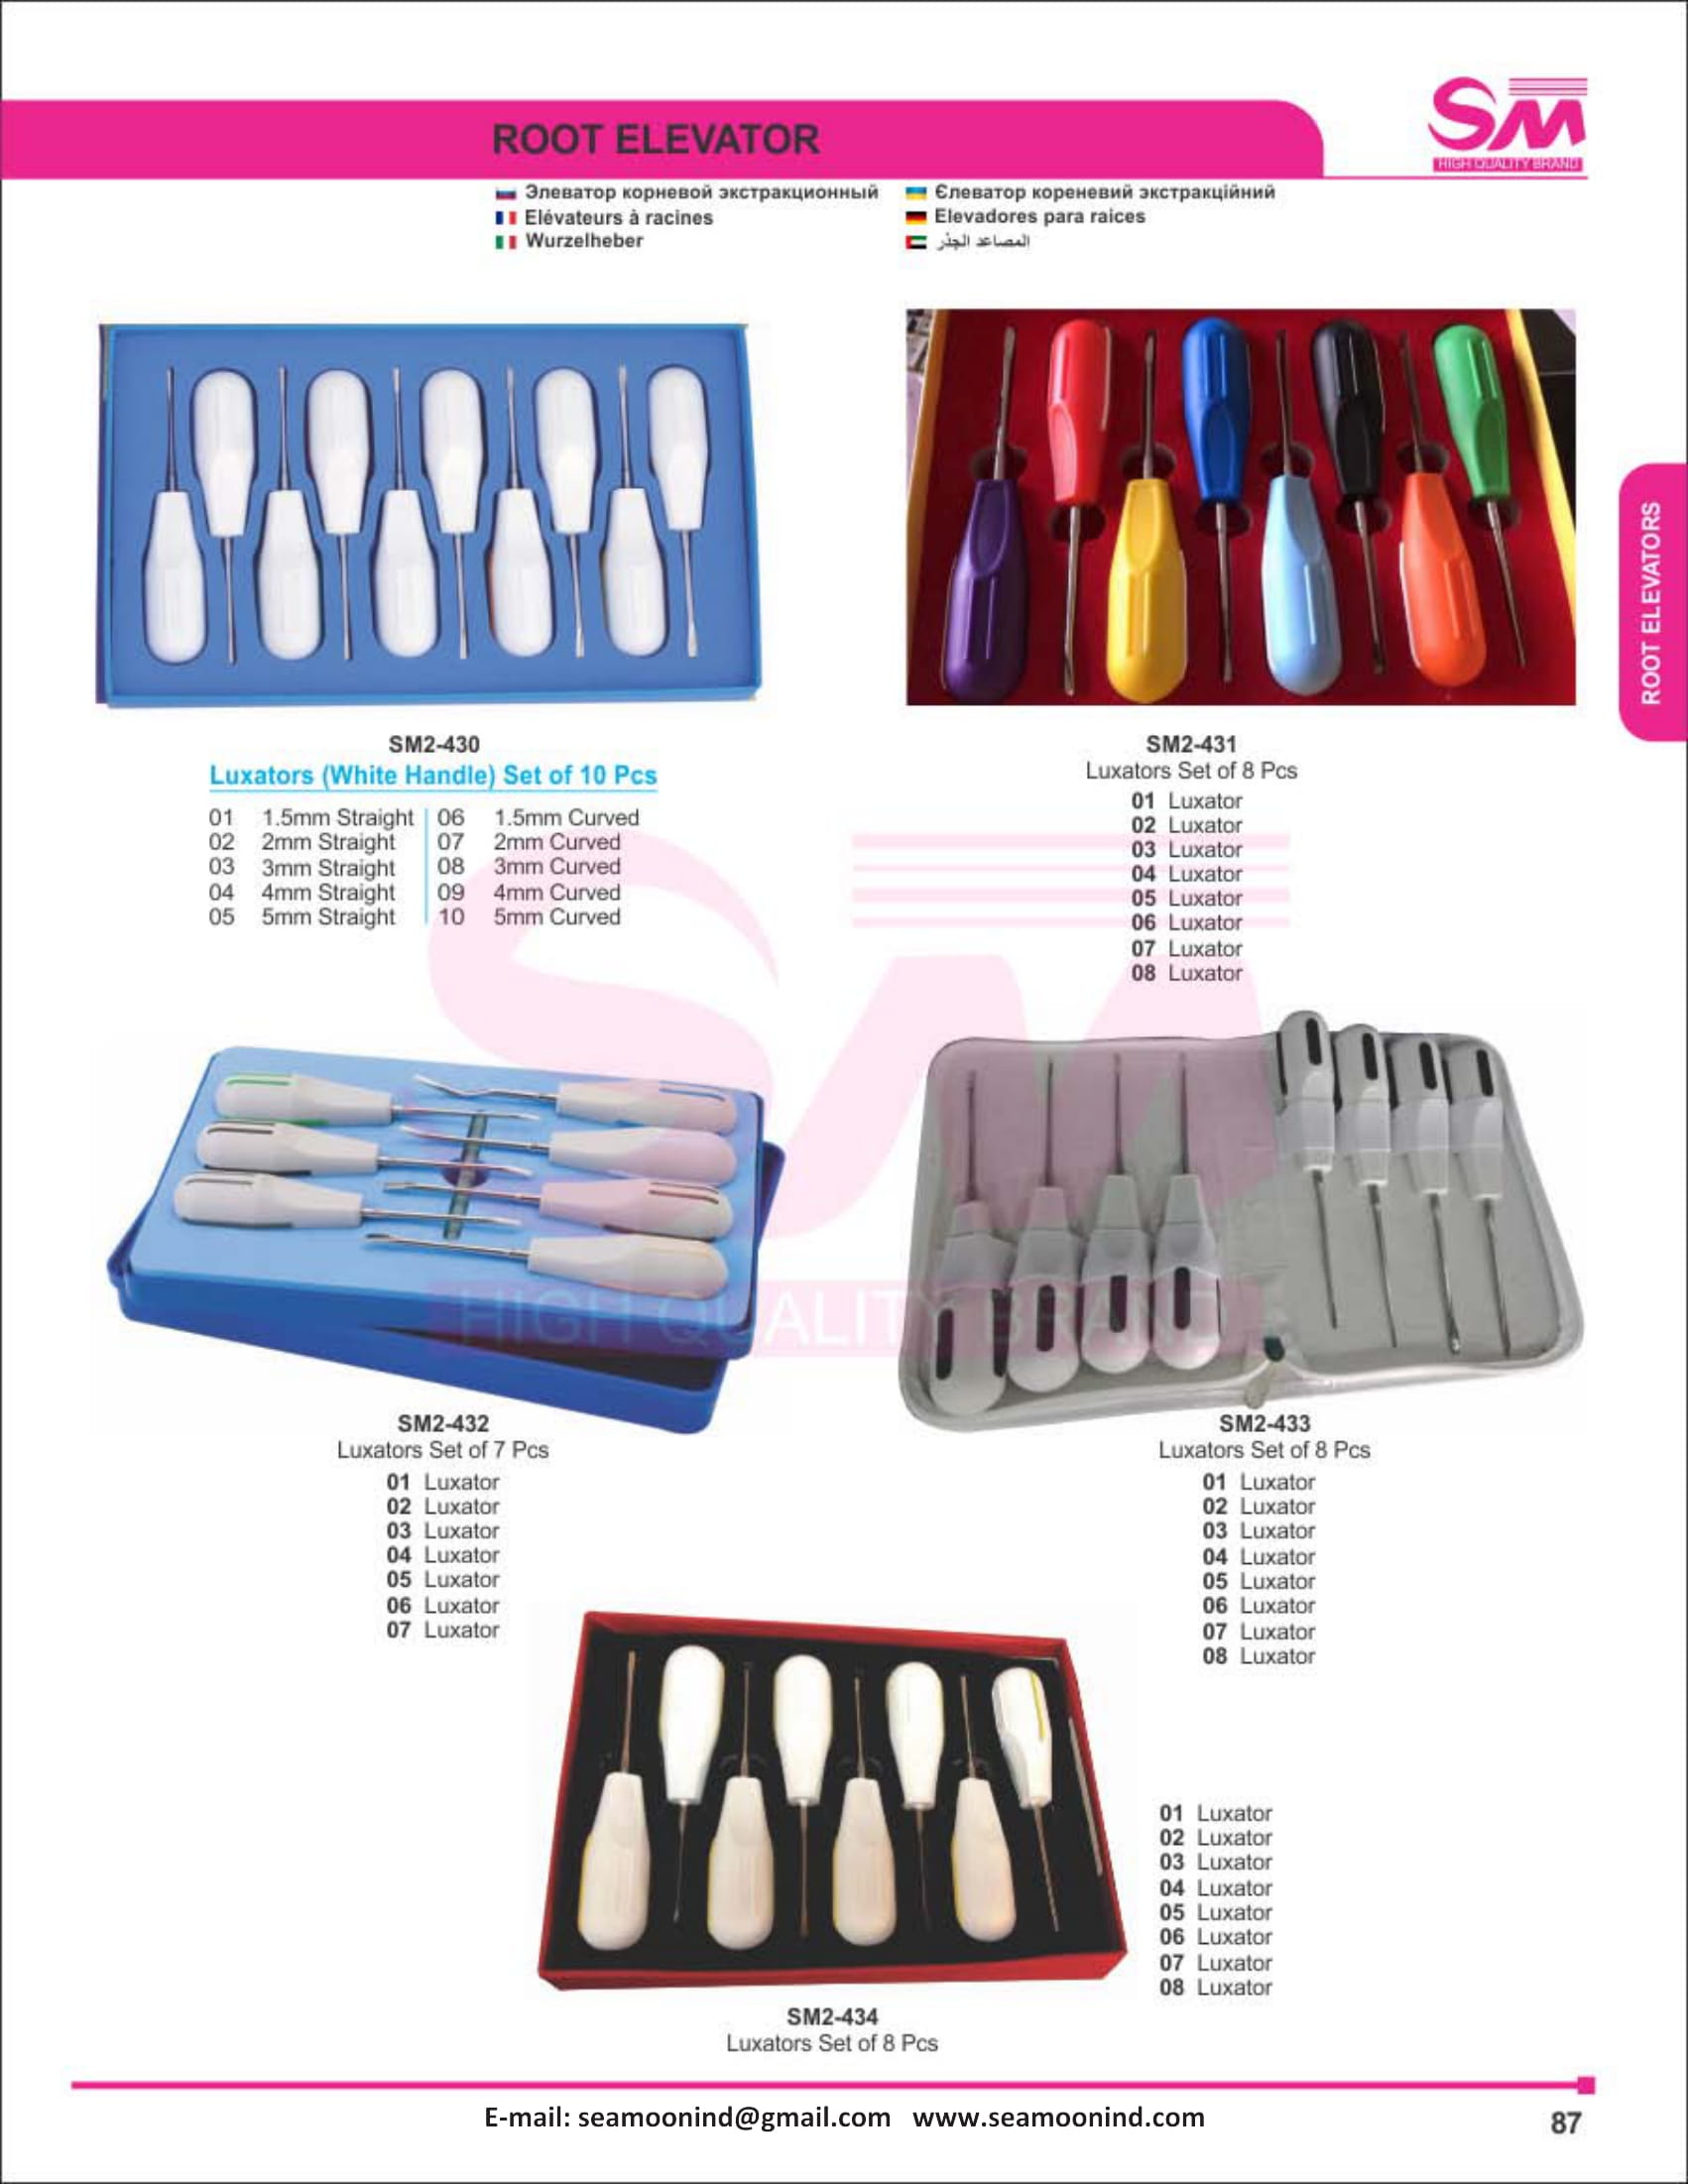 SM
HIGH QUALITY BRAND
ROOT ELEVATOR
Элеватор корневой экстракционный
Elévateurs à racines
Wurzelheber
Єлеватор кореневий экстракційний
Elevadores para raices
المصاعد الجذر
ROOT ELEVATORS
SM2-430
Luxators (White Handle) Set of 10 Pcs
01 1.5mm Straight 06 1.5mm Curved
02 2mm Straight 07 2mm Curved
03 3mm Straight 08 3mm Curved
04 4mm Straight 09 4mm Curved
05 5mm Straight 10 5mm Curved
SM2-431
Luxators Set of 8 Pcs
01 Luxator
02 Luxator
03 Luxator
04 Luxator
05 Luxator
06 Luxator
07 Luxator
08 Luxator
SM
HIGH QUALITY BRAND
SM2-432
Luxators Set of 7 Pcs
01 Luxator
02 Luxator
03 Luxator
04 Luxator
05 Luxator
06 Luxator
07 Luxator
SM2-433
Luxators Set of 8 Pcs
01 Luxator
02 Luxator
03 Luxator
04 Luxator
05 Luxator
06 Luxator
07 Luxator
08 Luxator
01 Luxator
02 Luxator
03 Luxator
04 Luxator
05 Luxator
06 Luxator
07 Luxator
08 Luxator
SM2-434
Luxators Set of 8 Pcs
E-mail: seamoonind@gmail.com www.seamoonind.com
87